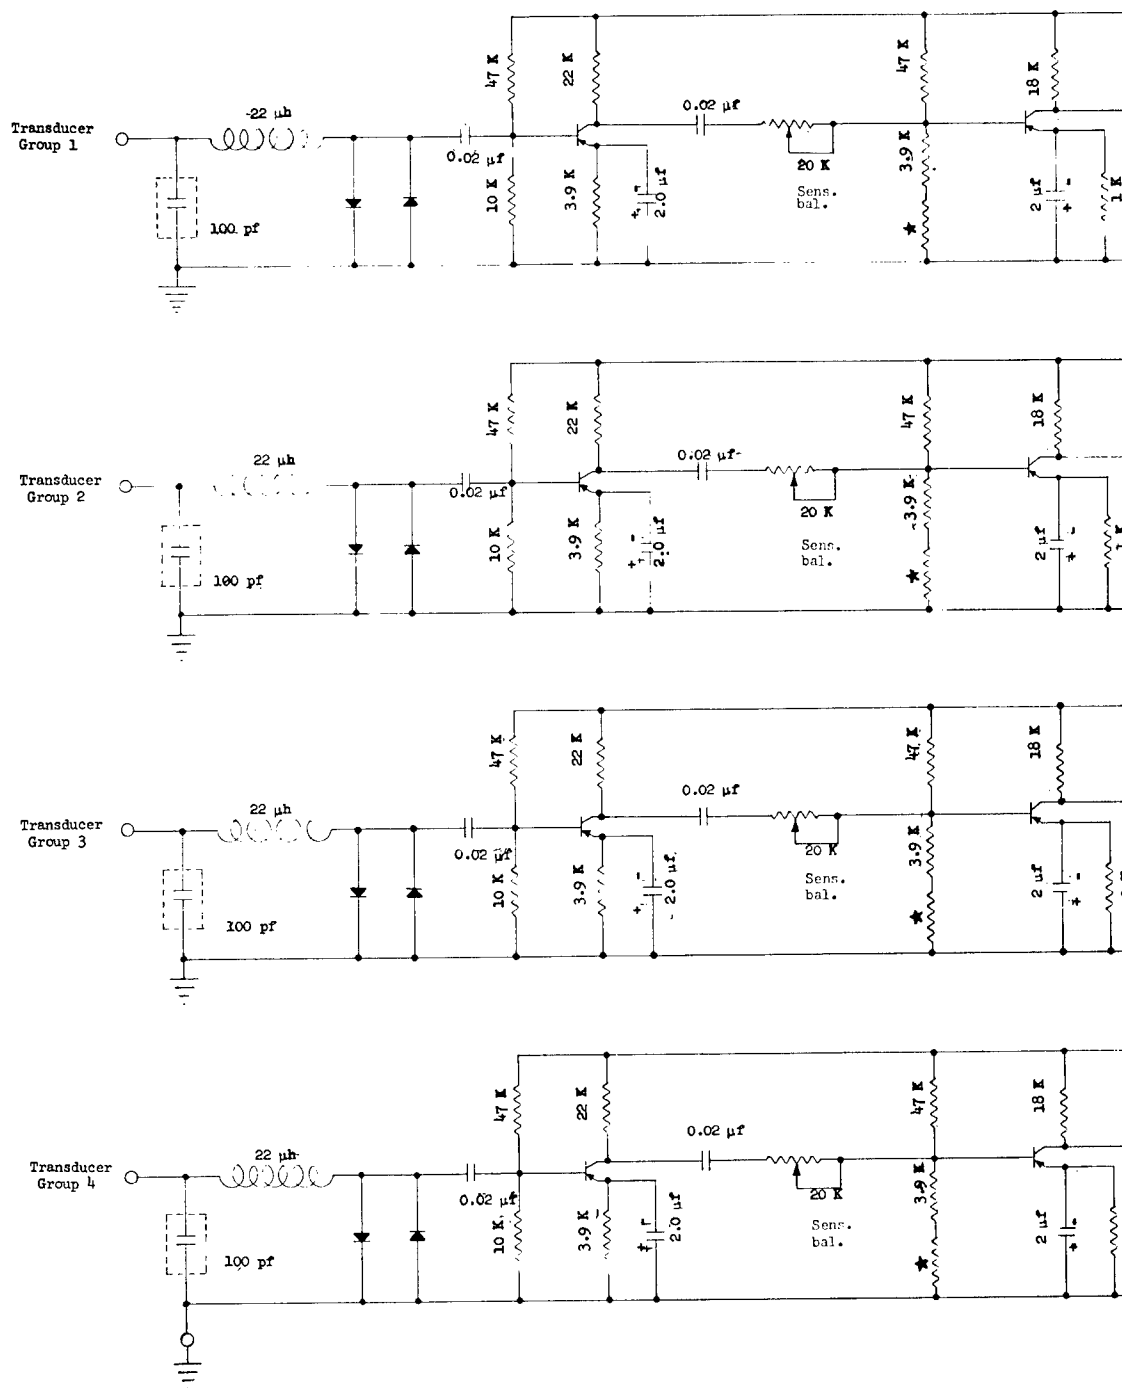 47 K
22 K
47 K
18 K
-22 µh
0.02 µf
Transducer
Group 1
0.02 µf
20 K
3.9 K
10 K
3.9 K
+ -
2.0 µf
Sens.
bal.
★
2 µf
- +
1 K
100 pf
47 K
22 K
47 K
18 K
22 µh
0.02 µf-
Transducer
Group 2
0.02 µf
20 K
3.9 K
10 K
3.9 K
+ -
2.0 µf
Sens.
bal.
★
2 µf
- +
1 K
100 pf
47 K
22 K
47 K
18 K
22 µh
0.02 µf
Transducer
Group 3
0.02 µf
20 K
3.9 K
10 K
3.9 K
+ -
2.0 µf
Sens.
bal.
★
2 µf
- +
100 pf
47 K
22 K
47 K
18 K
22 µh
0.02 µf
Transducer
Group 4
0.02 µf
20 K
3.9 K
10 K
3.9 K
+ -
2.0 µf
Sens.
bal.
★
2 µf
- +
100 pf